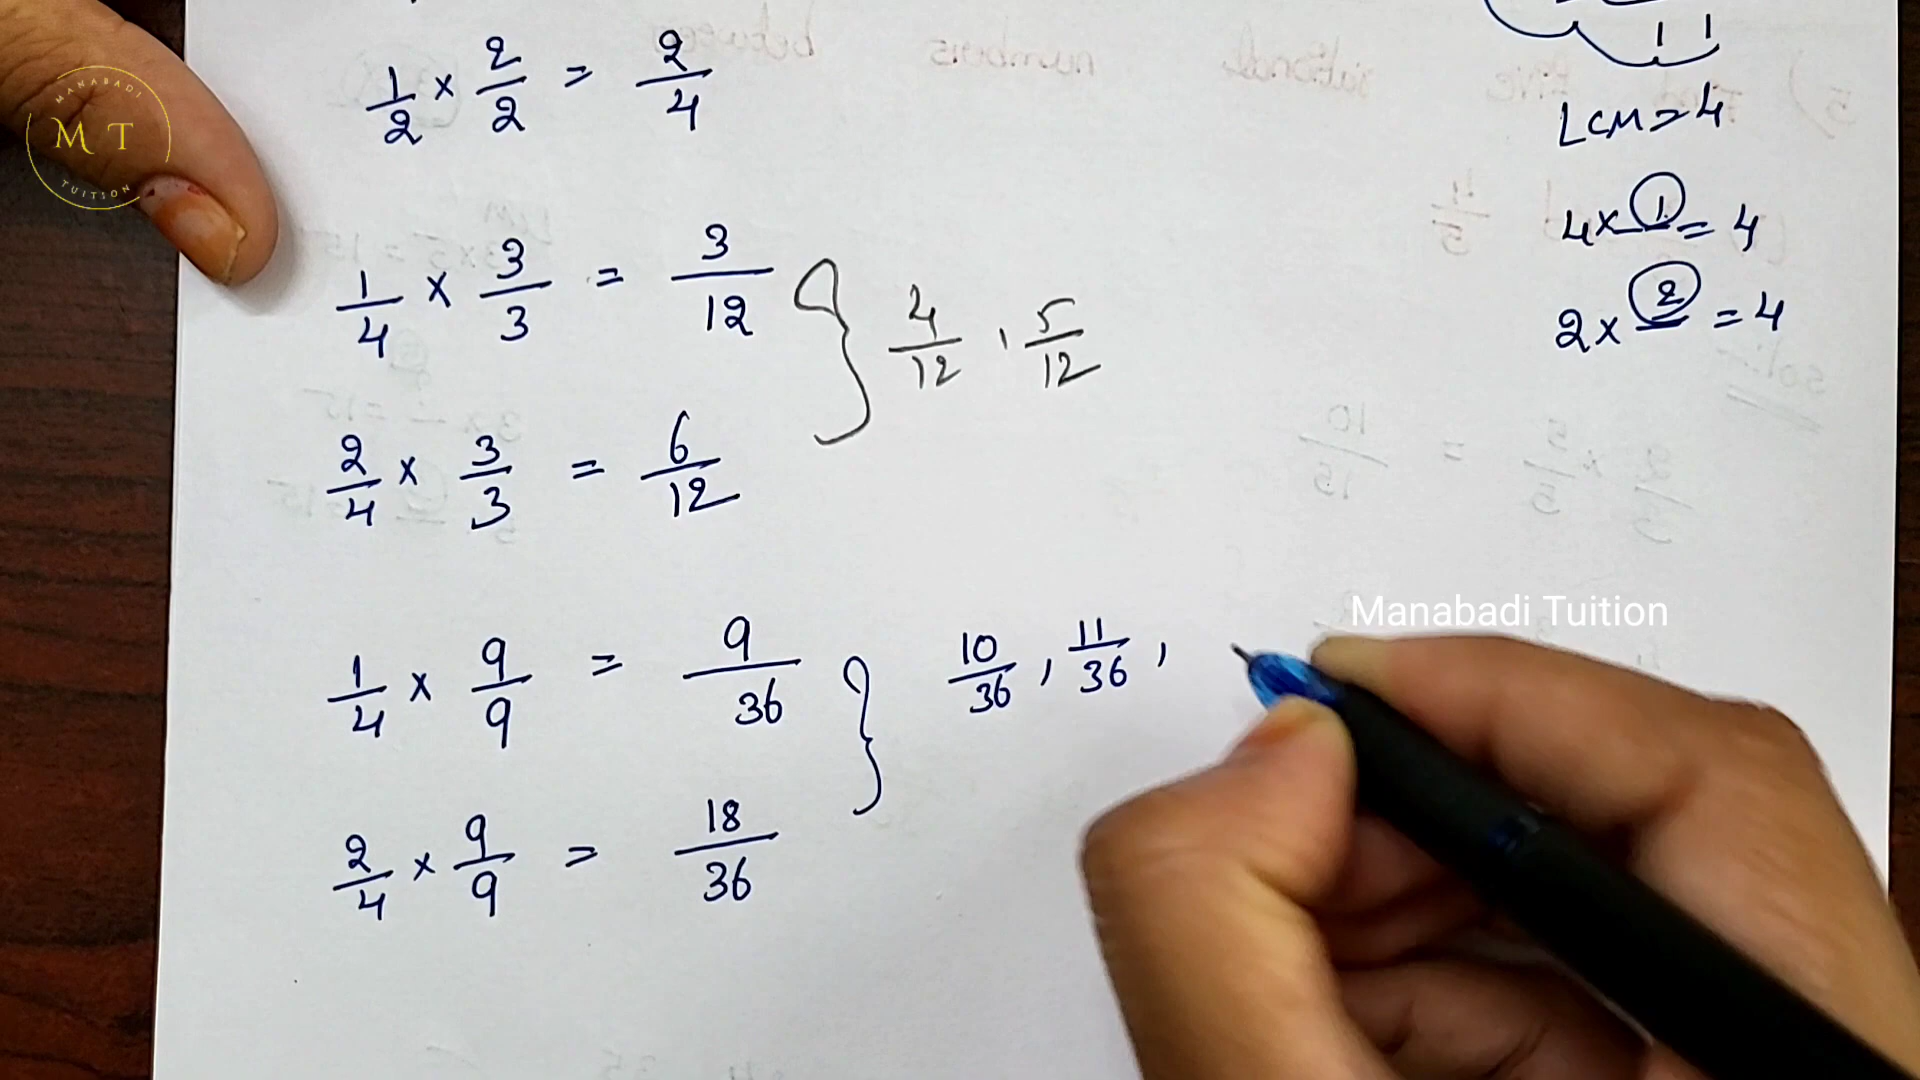 MANABADI
M T
TUITION
1/2 × 2/2 = 2/4
LCM = 4
4 × 1 = 4
2 × 2 = 4
1/4 × 3/3 = 3/12
4/12 , 5/12
2/4 × 3/3 = 6/12
Manabadi Tuition
1/4 × 9/9 = 9/36
10/36 , 11/36 ,
2/4 × 9/9 = 18/36